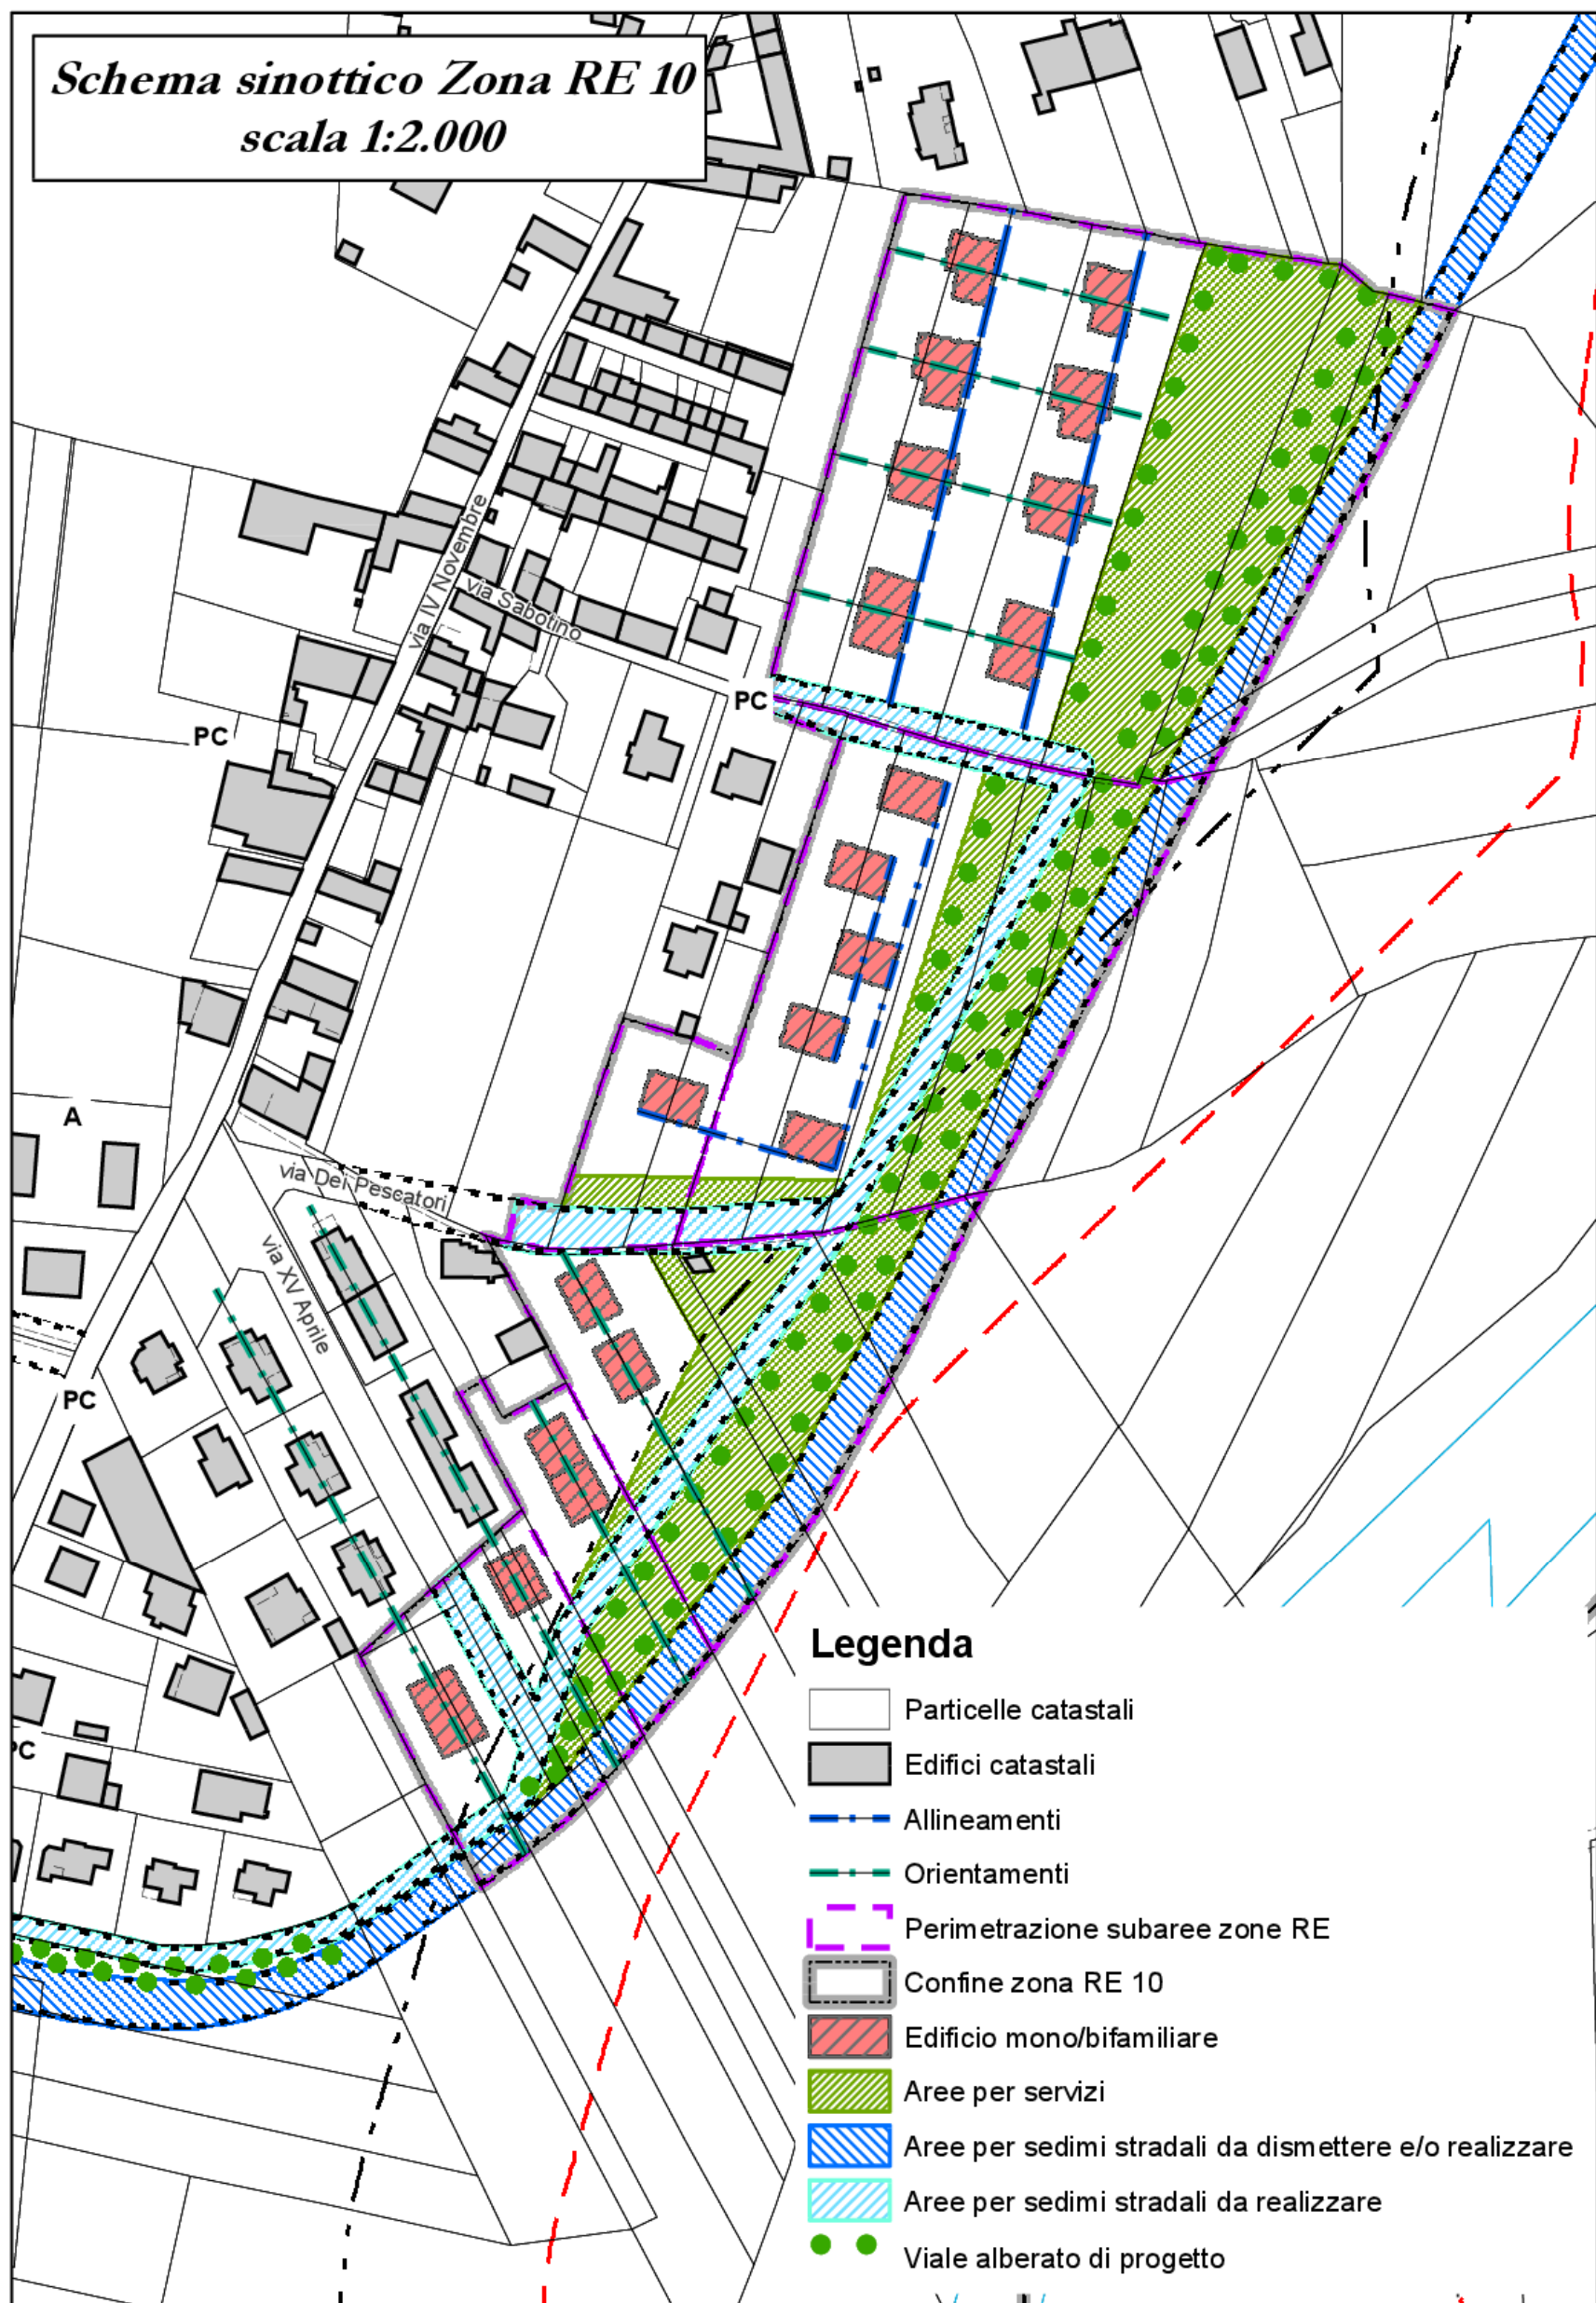 Schema sinottico Zona RE 10
scala 1:2.000
via IV Novembre
via Sabotino
PC
PC
A
via Dei Pescatori
via XV Aprile
PC
PC
Legenda
Particelle catastali
Edifici catastali
Allineamenti
Orientamenti
Perimetrazione subaree zone RE
Confine zona RE 10
Edificio mono/bifamiliare
Aree per servizi
Aree per sedimi stradali da dismettere e/o realizzare
Aree per sedimi stradali da realizzare
Viale alberato di progetto